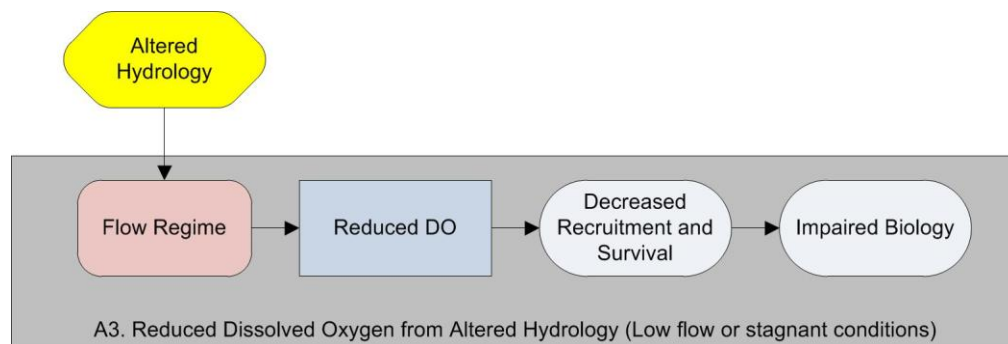 Altered
Hydrology
Flow Regime
Reduced DO
Decreased
Recruitment and
Survival
Impaired Biology
A3. Reduced Dissolved Oxygen from Altered Hydrology (Low flow or stagnant conditions)